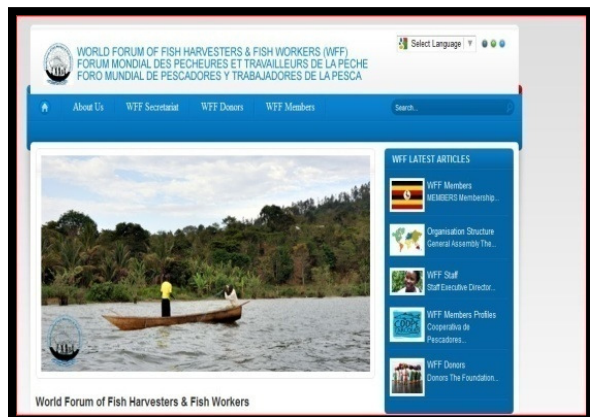 WORLD FORUM OF FISH HARVESTERS & FISH WORKERS (WFF)
FORUM MONDIAL DES PECHEURES ET TRAVAILLEURS DE LA PECHE
FORO MUNDIAL DE PESCADORES Y TRABAJADORES DE LA PESCA
Select Language
About Us WFF Secretariat WFF Donors WFF Members
Search...
WFF LATEST ARTICLES
WFF Members
MEMBERS Membership...
Organisation Structure
General Assembly The...
WFF Staff
Staff Executive Director...
WFF Members Profiles
Cooperativa de
Pescadores...
WFF Donors
Donors The Foundation...
World Forum of Fish Harvesters & Fish Workers